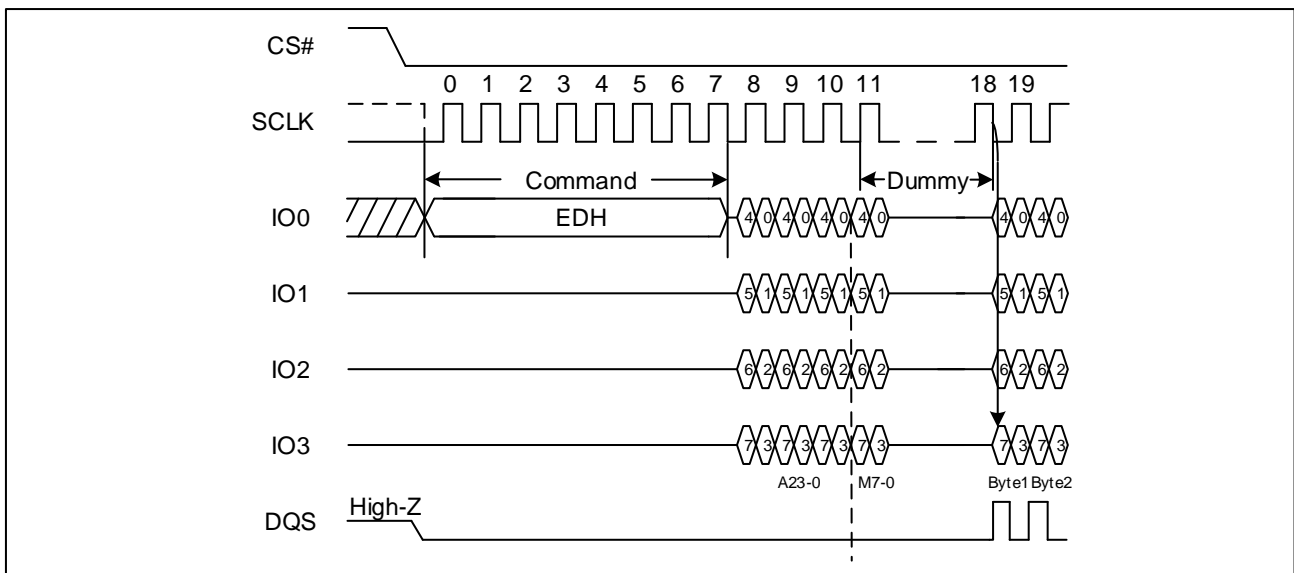 CS#
0 1 2 3 4 5 6 7 8 9 10 11 18 19
SCLK
Command Dummy
IO0 EDH 4 0 4 0 4 0 4 0 4 0 4 0
IO1 5 1 5 1 5 1 5 1 5 1 5 1
IO2 6 2 6 2 6 2 6 2 6 2 6 2
IO3 7 3 7 3 7 3 7 3 7 3 7 3
A23-0 M7-0 Byte1 Byte2
High-Z
DQS